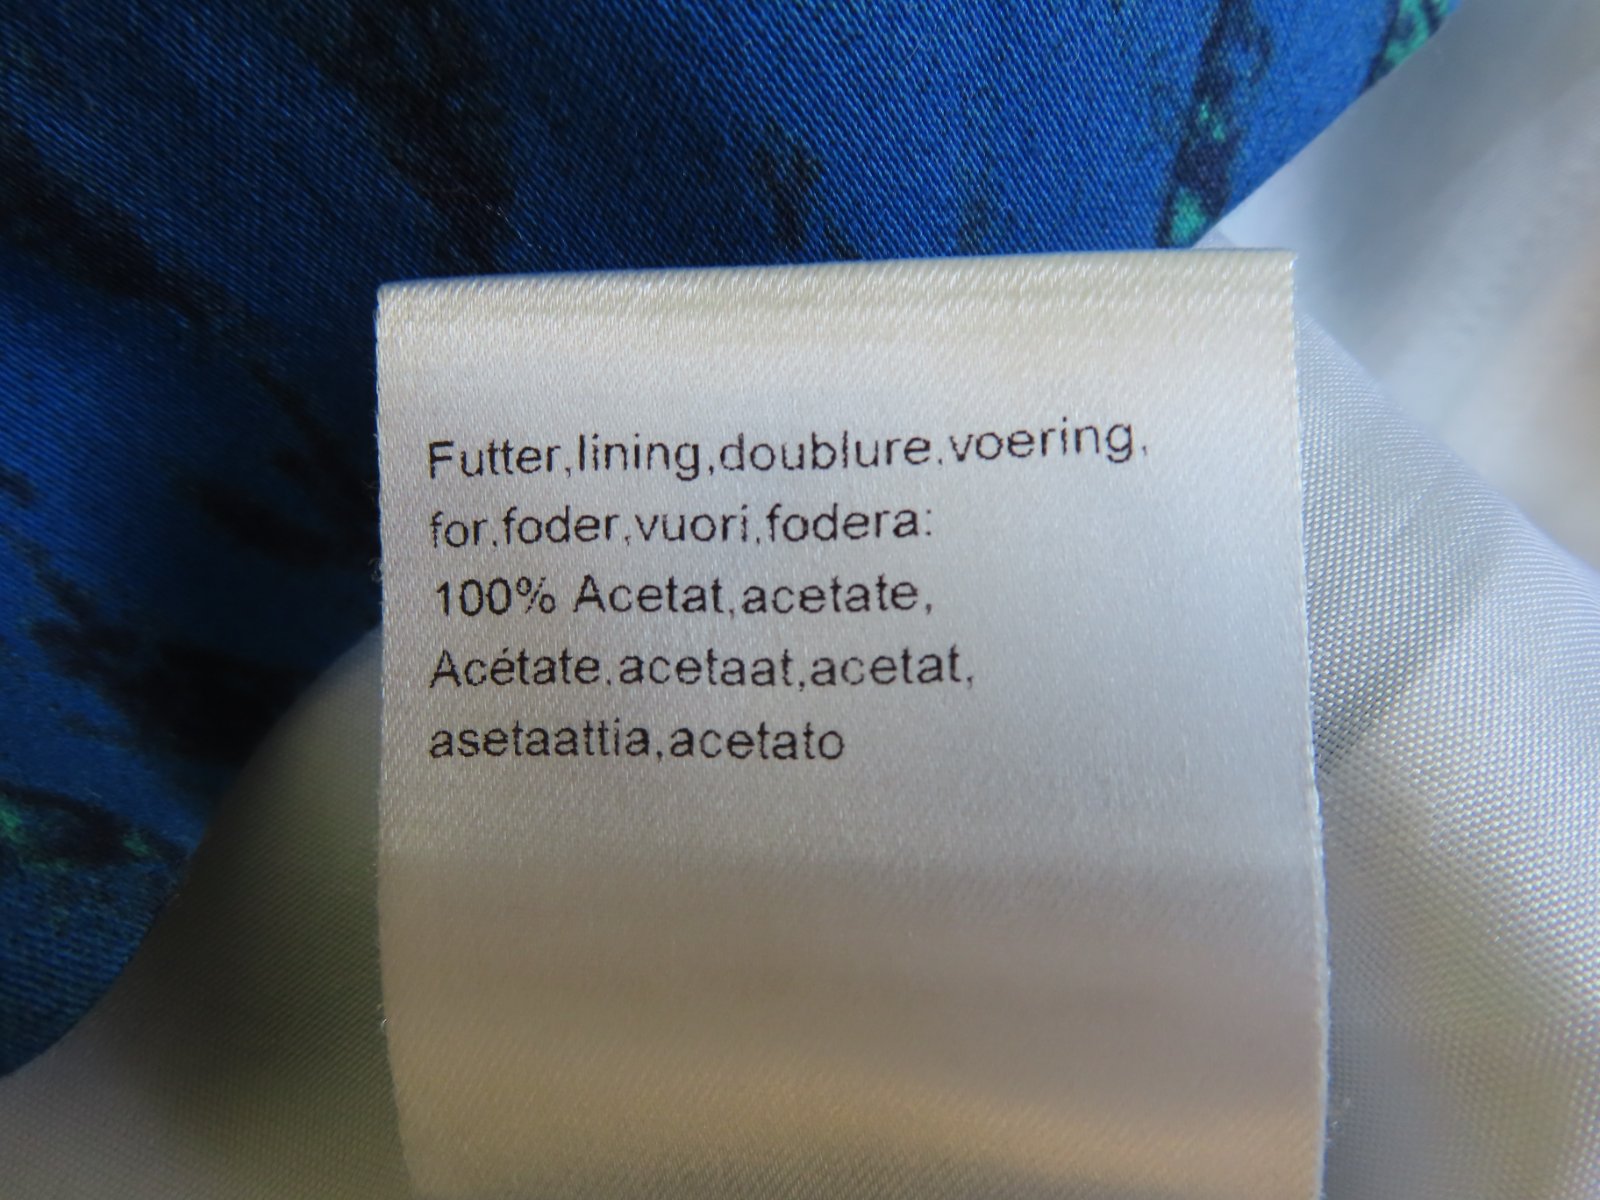 Futter,lining,doublure,voering,
for,foder,vuori,fodera:
100% Acetat,acetate,
Acétate,acetaat,acetat,
asetaattia,acetato